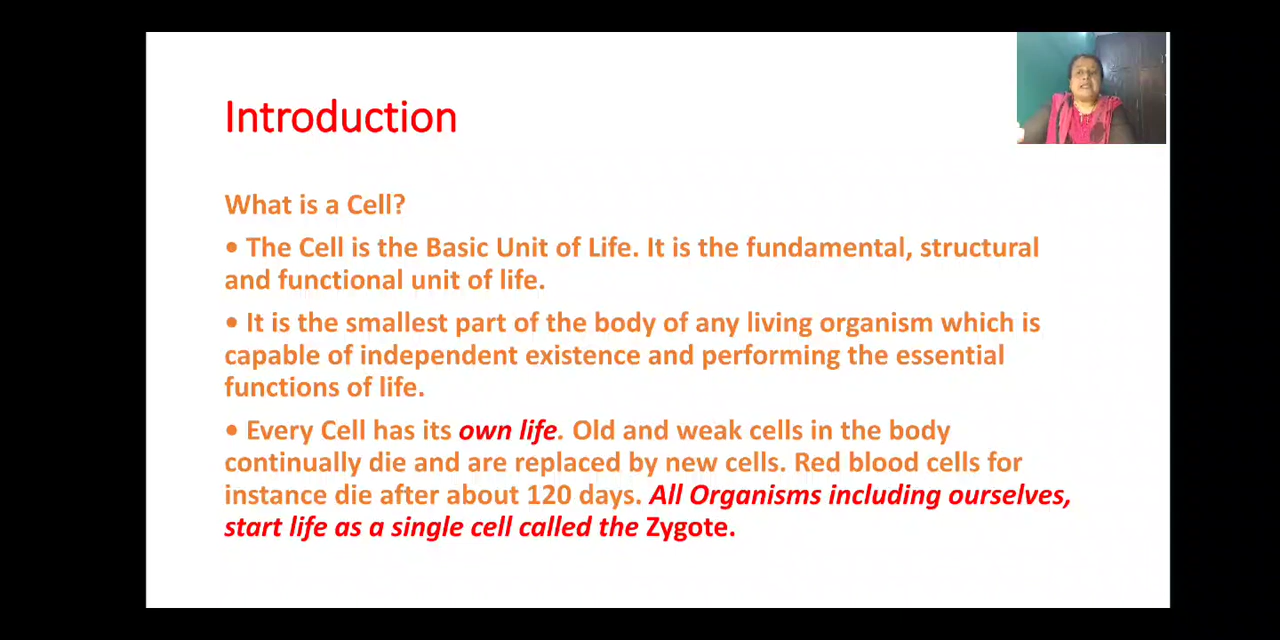 Introduction
What is a Cell?
• The Cell is the Basic Unit of Life. It is the fundamental, structural
and functional unit of life.
• It is the smallest part of the body of any living organism which is
capable of independent existence and performing the essential
functions of life.
• Every Cell has its own life. Old and weak cells in the body
continually die and are replaced by new cells. Red blood cells for
instance die after about 120 days. All Organisms including ourselves,
start life as a single cell called the Zygote.